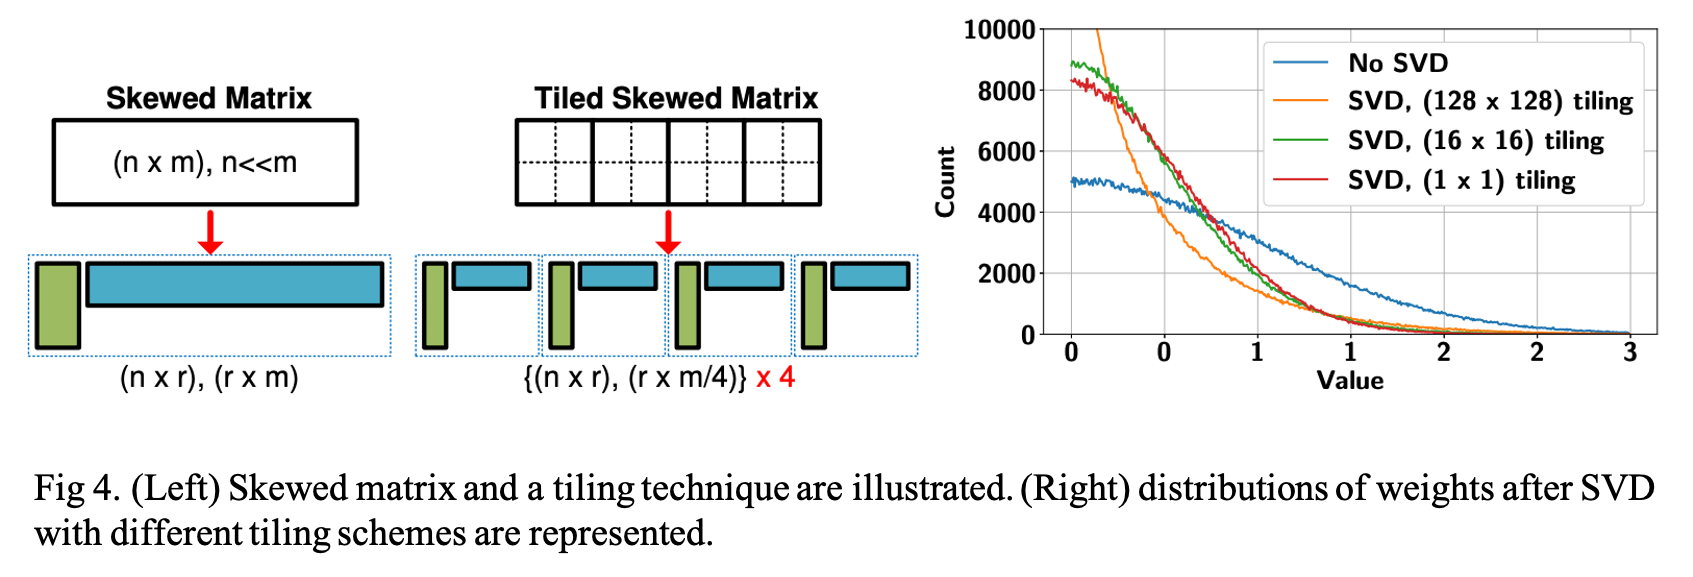 Skewed Matrix
(n x m), n<<m
(n x r), (r x m)
Tiled Skewed Matrix
{(n x r), (r x m/4)} x 4
10000
8000
6000
4000
2000
0
Count
0 0 1 1 2 2 3
Value
No SVD
SVD, (128 x 128) tiling
SVD, (16 x 16) tiling
SVD, (1 x 1) tiling
Fig 4. (Left) Skewed matrix and a tiling technique are illustrated. (Right) distributions of weights after SVD
with different tiling schemes are represented.